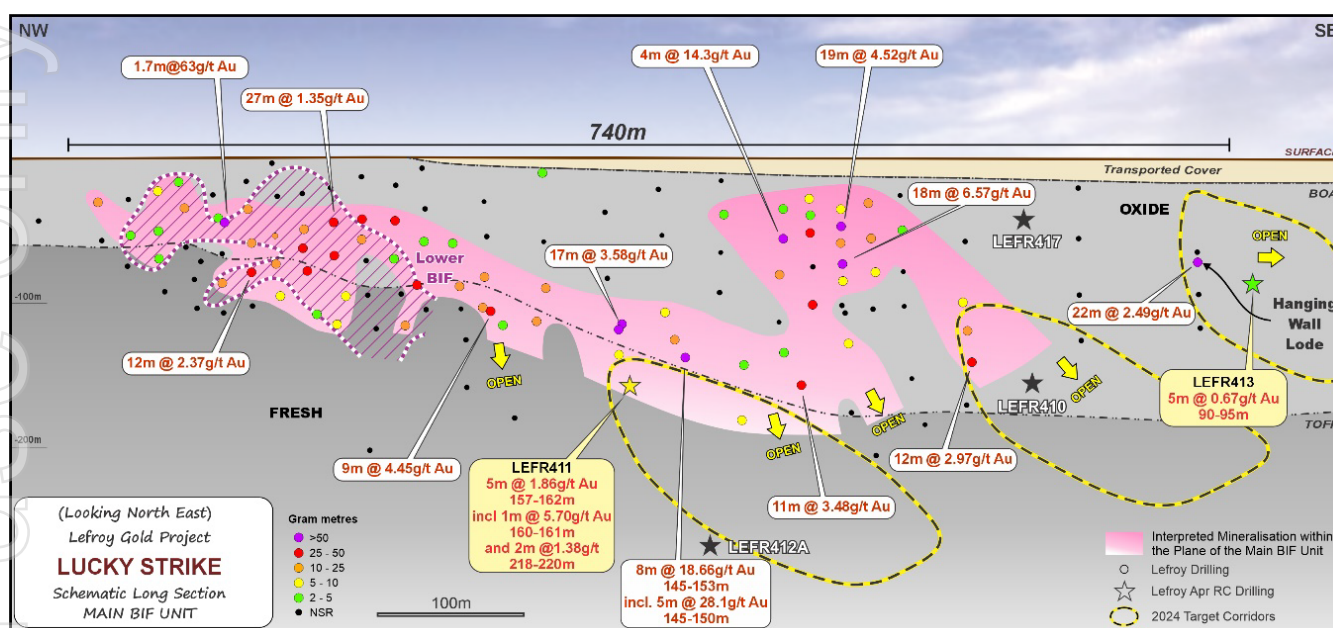 NW
SE
1.7m@63g/t Au
27m @ 1.35g/t Au
4m @ 14.3g/t Au
19m @ 4.52g/t Au
740m
SURFACE
Transported Cover
18m @ 6.57g/t Au
OXIDE
BOA
LEFR417
OPEN
Lower
BIF
17m @ 3.58g/t Au
-100m
22m @ 2.49g/t Au
Hanging
Wall
Lode
12m @ 2.37g/t Au
OPEN
OPEN
LEFR410
LEFR413
5m @ 0.67g/t Au
90-95m
FRESH
OPEN
OPEN
TOF
-200m
9m @ 4.45g/t Au
12m @ 2.97g/t Au
LEFR411
5m @ 1.86g/t Au
157-162m
incl 1m @ 5.70g/t Au
160-161m
and 2m @1.38g/t
218-220m
11m @ 3.48g/t Au
LEFR412A
8m @ 18.66g/t Au
145-153m
incl. 5m @ 28.1g/t Au
145-150m
(Looking North East)
Lefroy Gold Project
LUCKY STRIKE
Schematic Long Section
MAIN BIF UNIT
Gram metres
>50
25 - 50
10 - 25
5 - 10
2 - 5
NSR
100m
Interpreted Mineralisation within
the Plane of the Main BIF Unit
Lefroy Drilling
Lefroy Apr RC Drilling
2024 Target Corridors